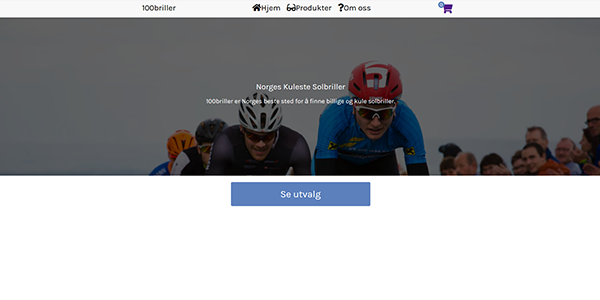 100briller Hjem Produkter Om oss 0
Norges Kuleste Solbriller
100briller er Norges beste sted for å finne billige og kule solbriller.
Se utvalg